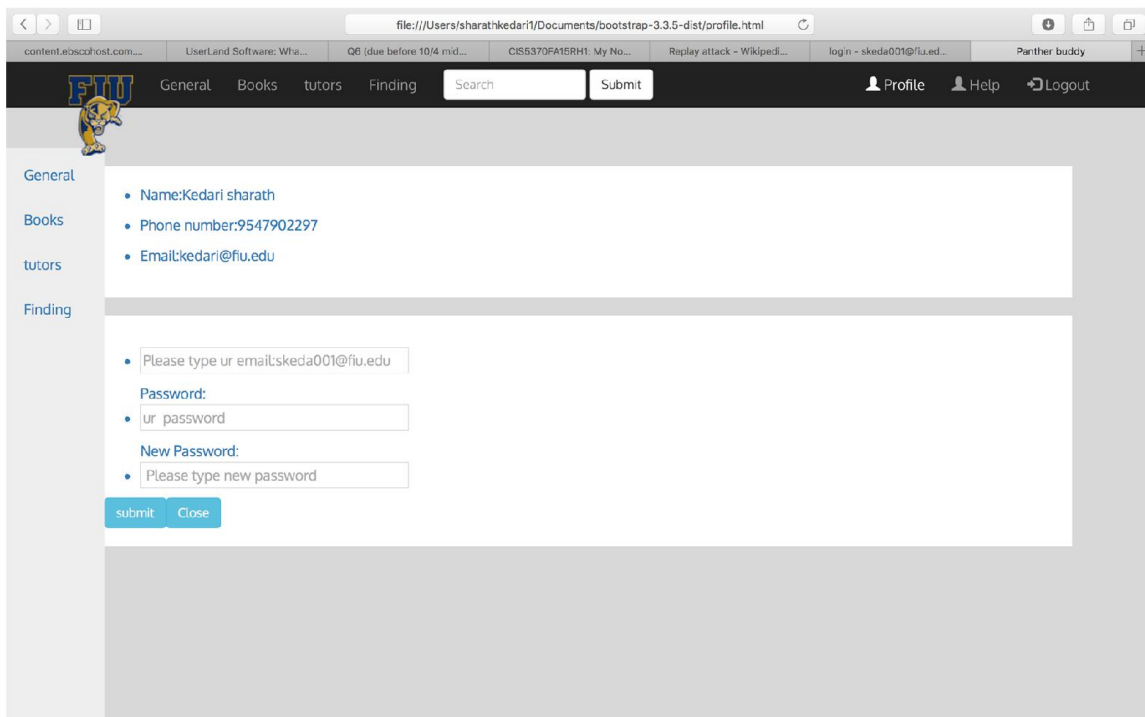 file:///Users/sharathkedari1/Documents/bootstrap-3.3.5-dist/profile.html
content.ebscohost.com.... UserLand Software: Wha... Q6 (due before 10/4 mid... CIS5370FA15RH1: My No... Replay attack - Wikipedi... login - skeda001@fiu.ed... Panther buddy
FIU General Books tutors Finding Search Submit Profile Help Logout
General
Books
tutors
Finding
Name:Kedari sharath
Phone number:9547902297
Email:kedari@fiu.edu
Please type ur email:skeda001@fiu.edu
Password:
ur password
New Password:
Please type new password
submit Close